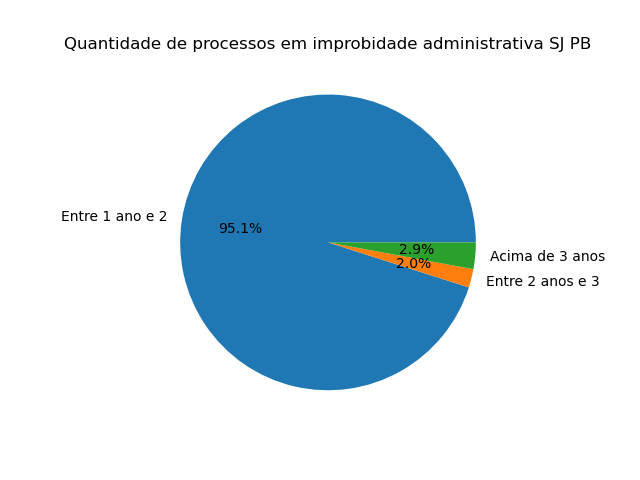 Quantidade de processos em improbidade administrativa SJ PB
Entre 1 ano e 2
95.1%
2.9%
Acima de 3 anos
2.0%
Entre 2 anos e 3